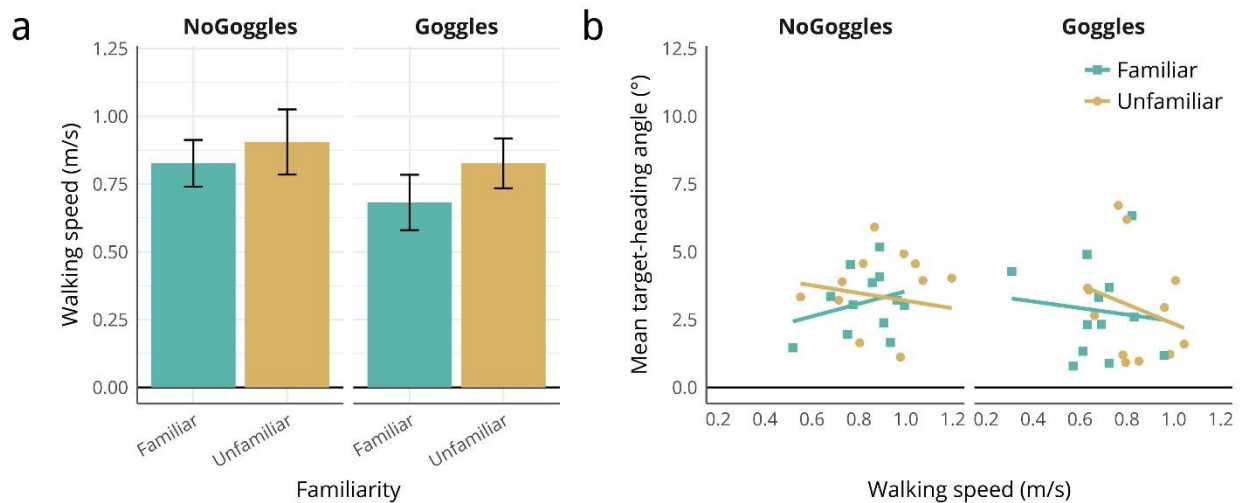 a
NoGoggles
Goggles
Walking speed (m/s)
1.25
1.00
0.75
0.50
0.25
0.00
Familiar
Unfamiliar
Familiar
Unfamiliar
Familiarity
b
NoGoggles
Goggles
Mean target-heading angle (°)
12.5
10.0
7.5
5.0
2.5
0.0
Familiar
Unfamiliar
0.2 0.4 0.6 0.8 1.0 1.2
0.2 0.4 0.6 0.8 1.0 1.2
Walking speed (m/s)